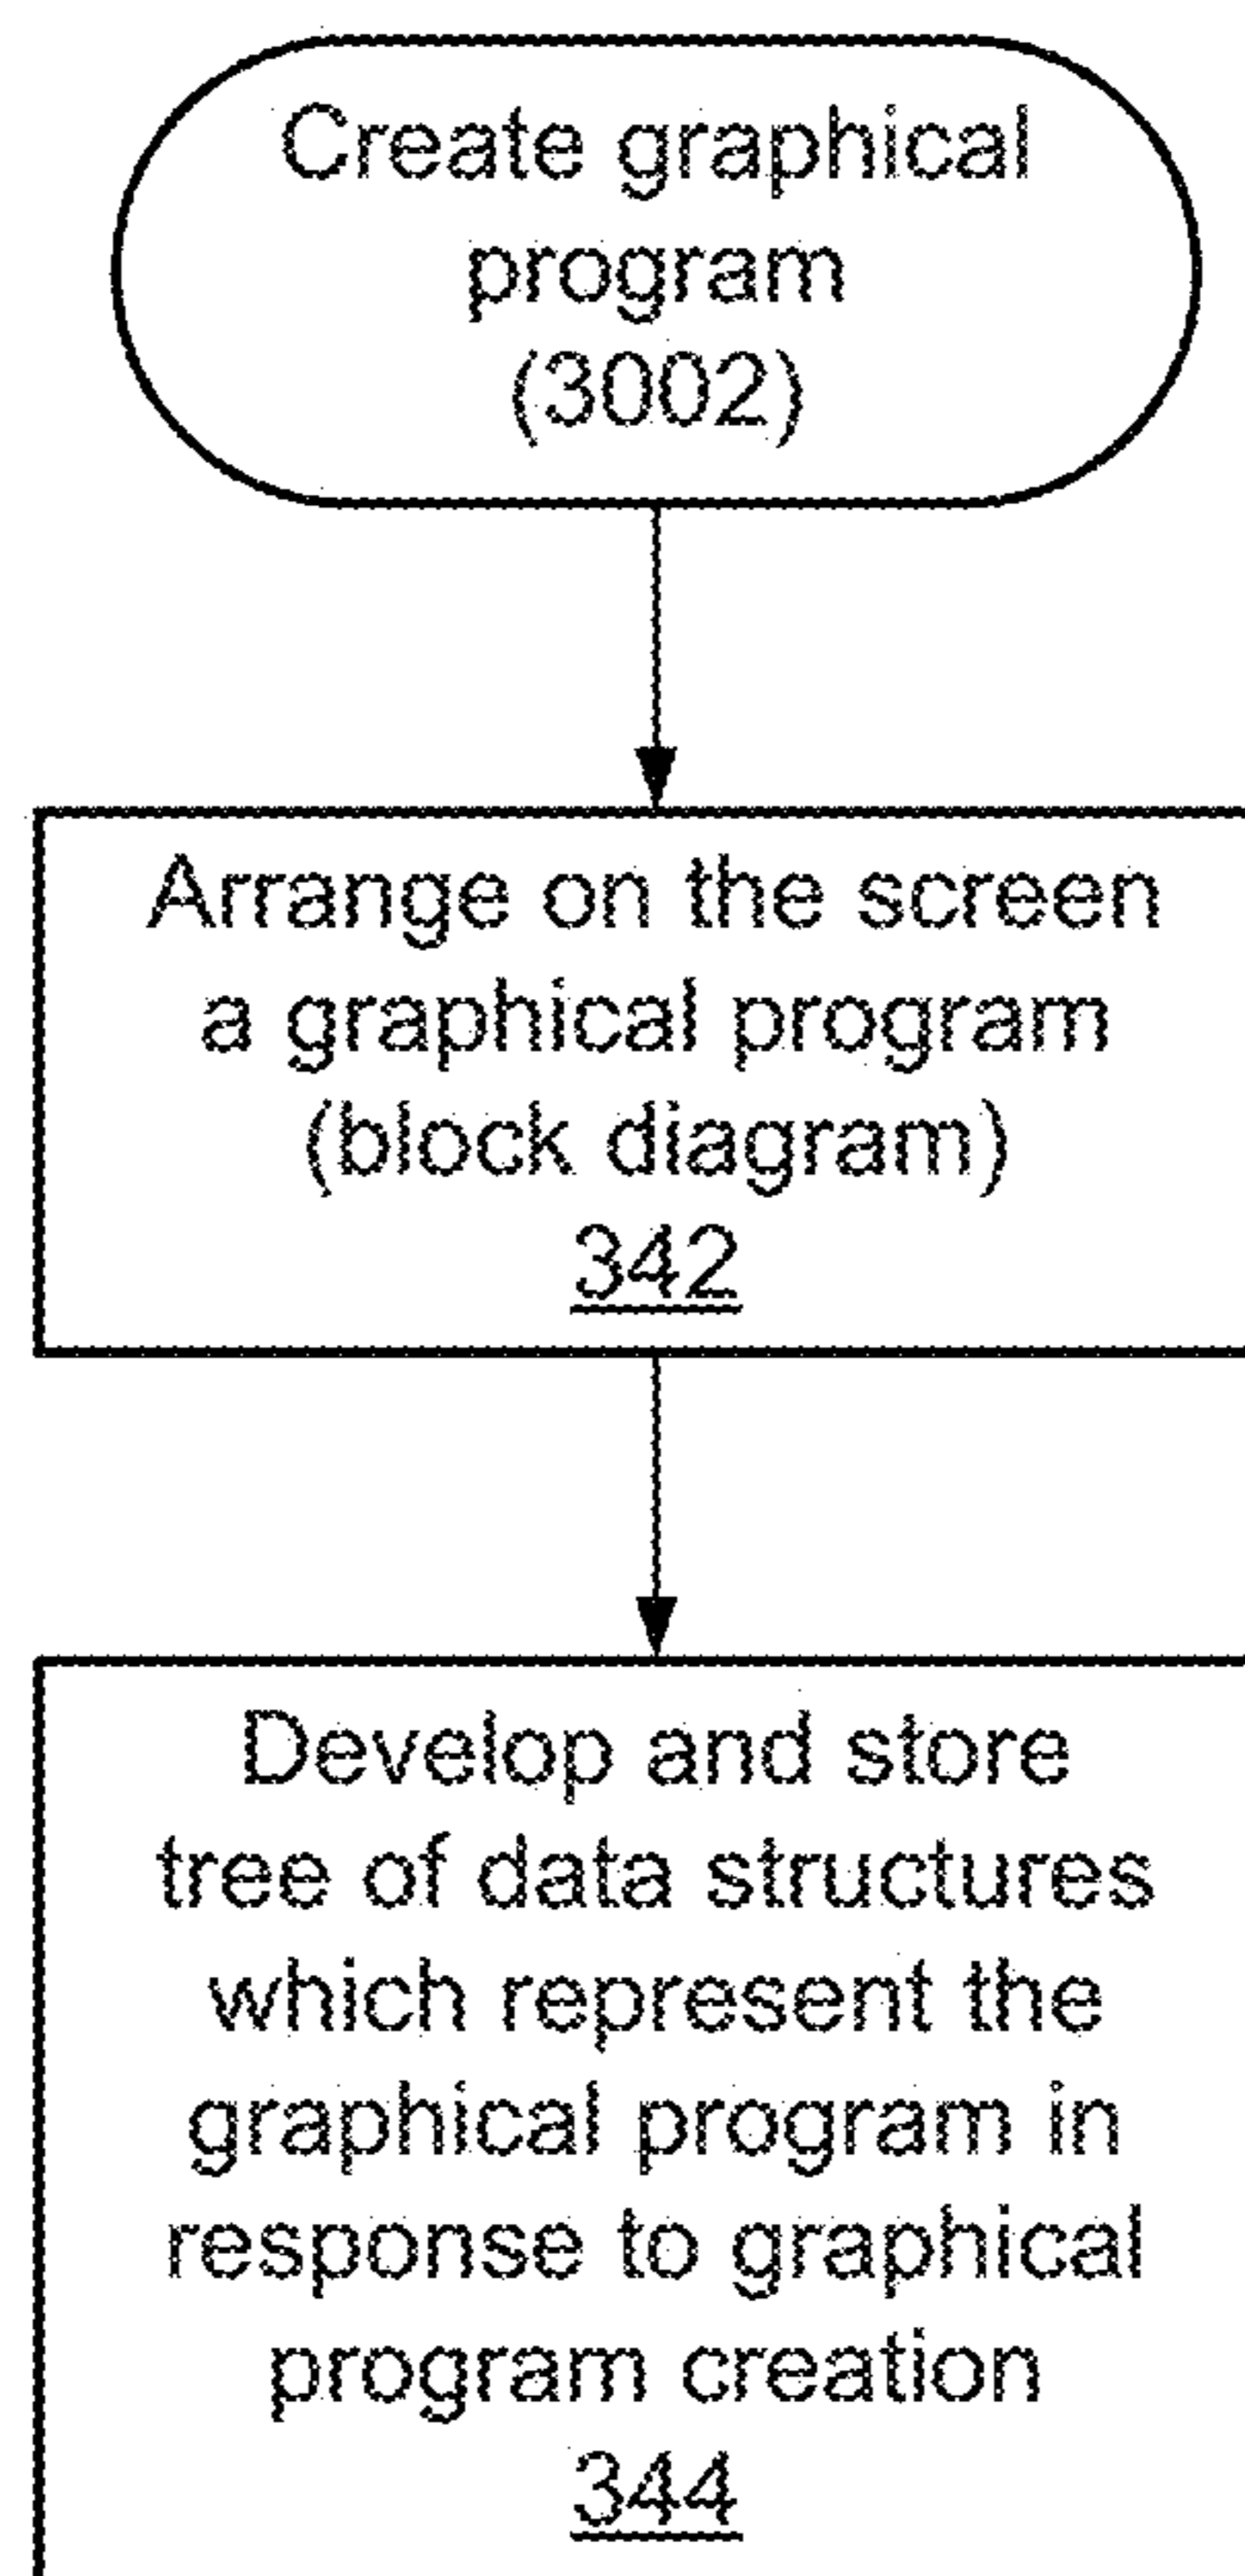 Create graphical
program
(3002)
Arrange on the screen
a graphical program
(block diagram)
342
Develop and store
tree of data structures
which represent the
graphical program in
response to graphical
program creation
344